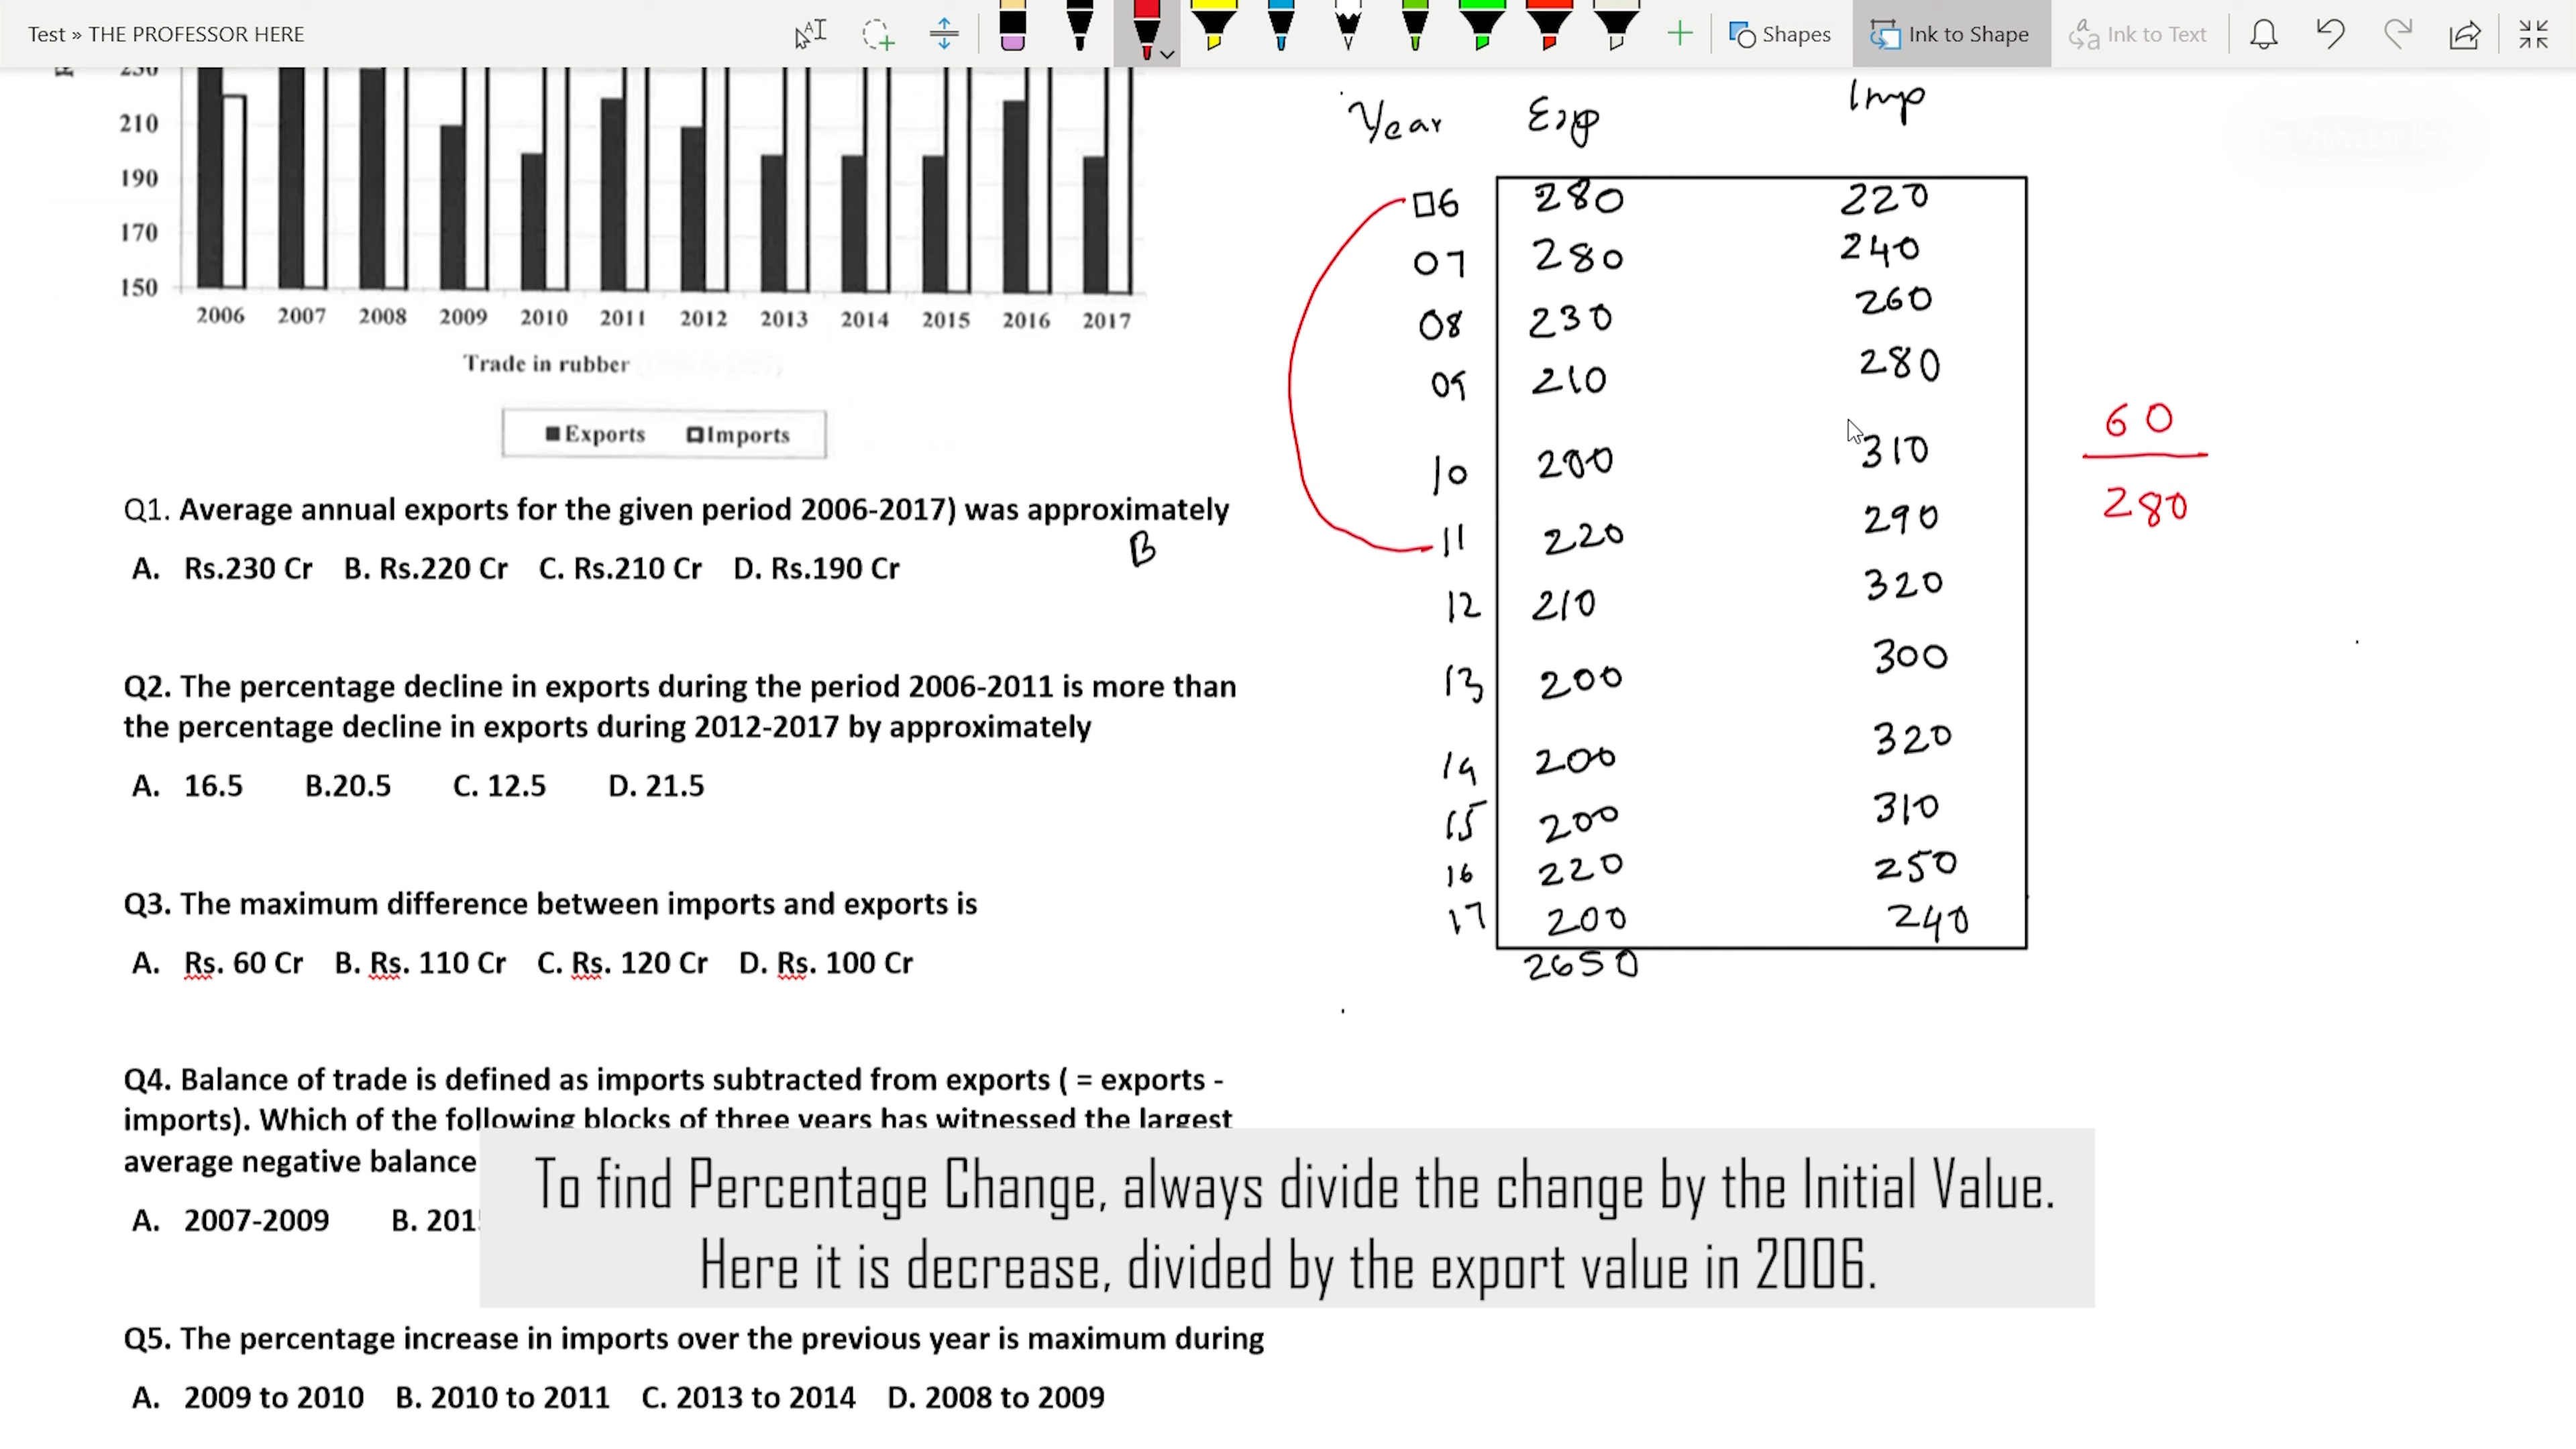 Test » THE PROFESSOR HERE
Shapes
Ink to Shape
Ink to Text
230
210
190
170
150
2006 2007 2008 2009 2010 2011 2012 2013 2014 2015 2016 2017
Trade in rubber
Exports Imports
Q1. Average annual exports for the given period 2006-2017) was approximately
B
A. Rs.230 Cr B. Rs.220 Cr C. Rs.210 Cr D. Rs.190 Cr
Q2. The percentage decline in exports during the period 2006-2011 is more than
the percentage decline in exports during 2012-2017 by approximately
A. 16.5 B.20.5 C. 12.5 D. 21.5
Q3. The maximum difference between imports and exports is
A. Rs. 60 Cr B. Rs. 110 Cr C. Rs. 120 Cr D. Rs. 100 Cr
Q4. Balance of trade is defined as imports subtracted from exports ( = exports -
imports). Which of the following blocks of three years has witnessed the largest
average negative balance
A. 2007-2009 B. 201
Q5. The percentage increase in imports over the previous year is maximum during
A. 2009 to 2010 B. 2010 to 2011 C. 2013 to 2014 D. 2008 to 2009
Year Exp Imp
06 280 220
07 280 240
08 230 260
09 210 280
10 200 310
11 220 290
12 210 320
13 200 300
14 200 320
15 200 310
16 220 250
17 200 240
2650
60
280
To find Percentage Change, always divide the change by the Initial Value.
Here it is decrease, divided by the export value in 2006.